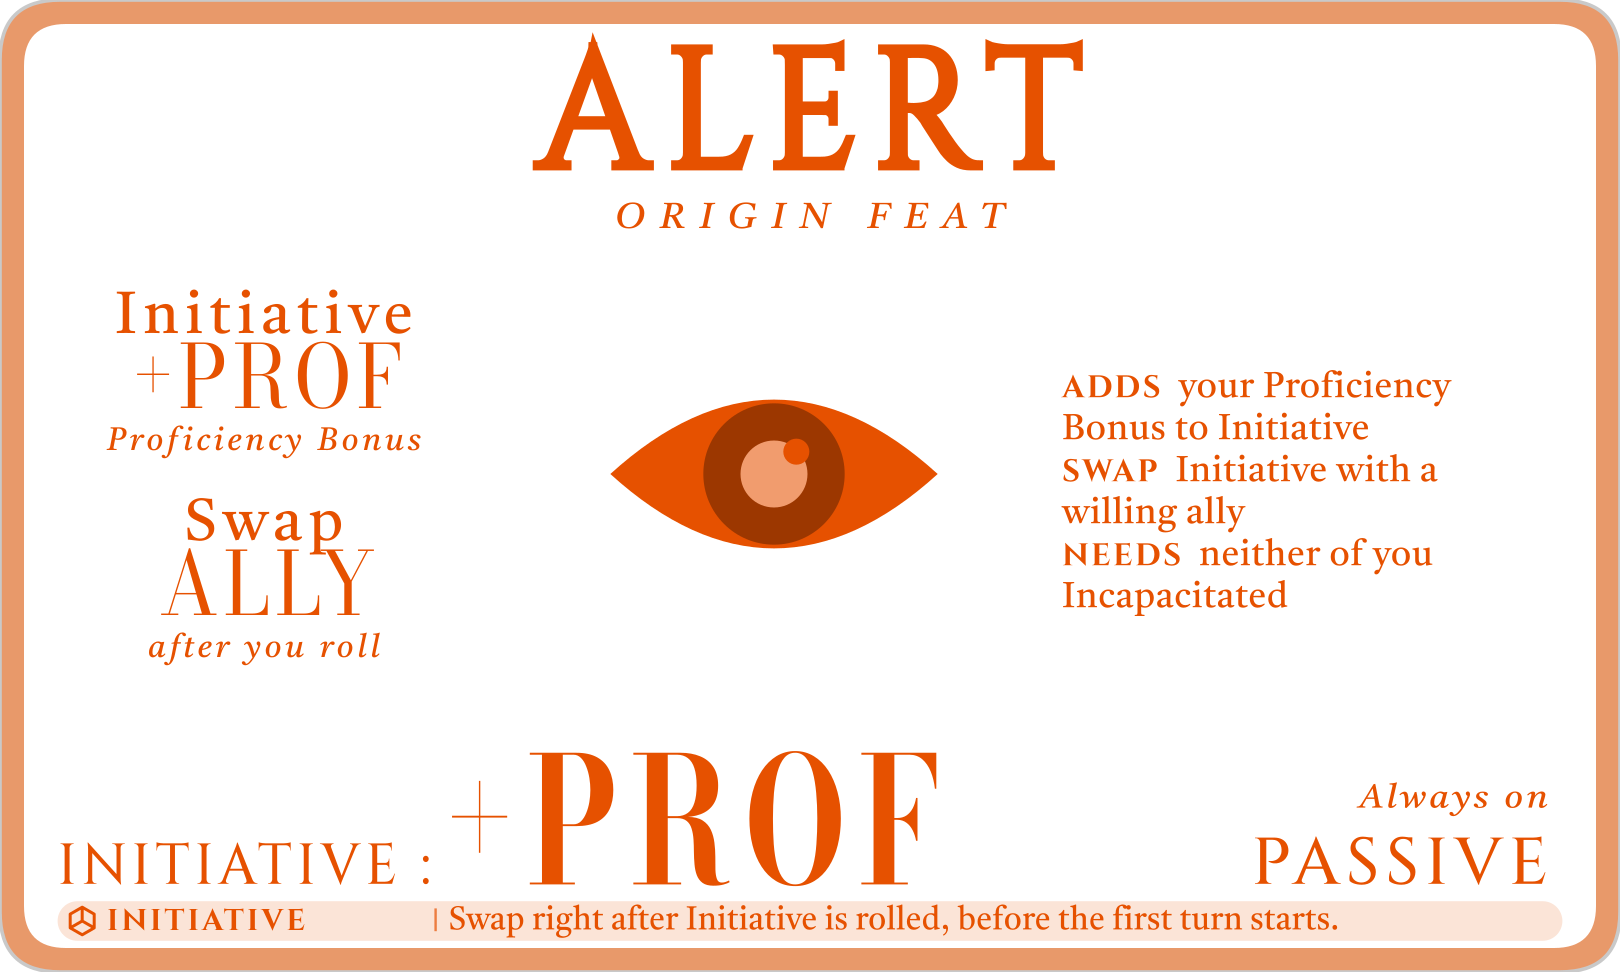 ALERT
ORIGIN FEAT
Initiative
+PROF
Proficiency Bonus
Swap
ALLY
after you roll
ADDS your Proficiency
Bonus to Initiative
SWAP Initiative with a
willing ally
NEEDS neither of you
Incapacitated
INITIATIVE : +PROF
Always on
PASSIVE
INITIATIVE | Swap right after Initiative is rolled, before the first turn starts.